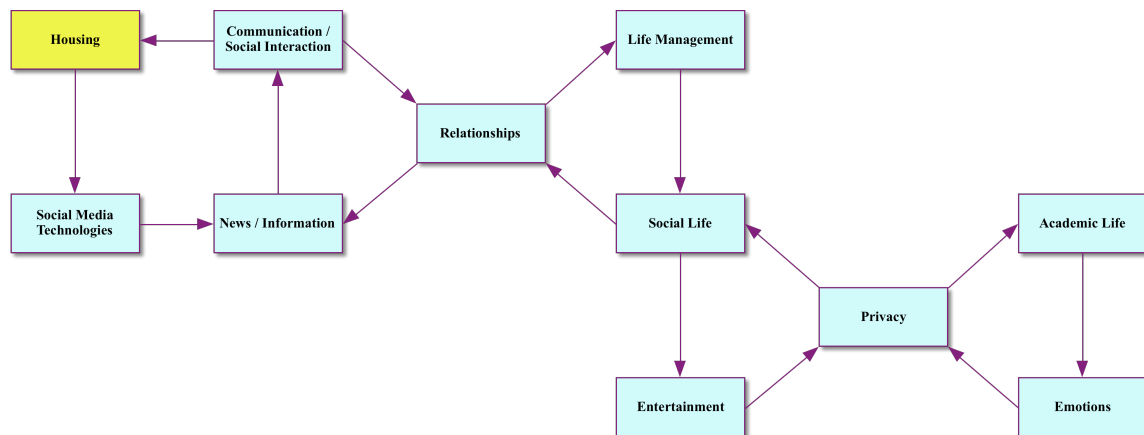 Housing
Communication /
Social Interaction
Life Management
Relationships
Social Media
Technologies
News / Information
Social Life
Academic Life
Privacy
Entertainment
Emotions